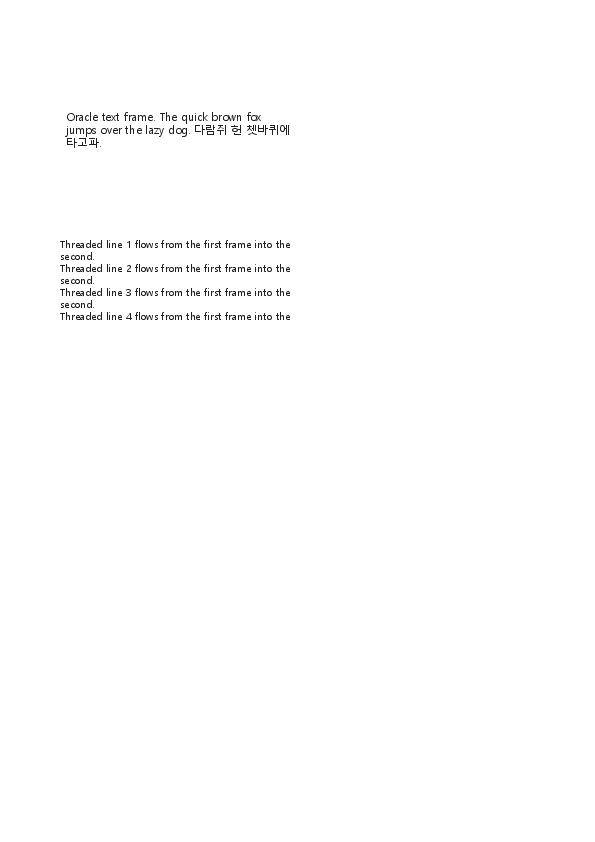 Oracle text frame. The quick brown fox
jumps over the lazy dog. 다람쥐 헌 쳇바퀴에
타고파.
Threaded line 1 flows from the first frame into the
second.
Threaded line 2 flows from the first frame into the
second.
Threaded line 3 flows from the first frame into the
second.
Threaded line 4 flows from the first frame into the